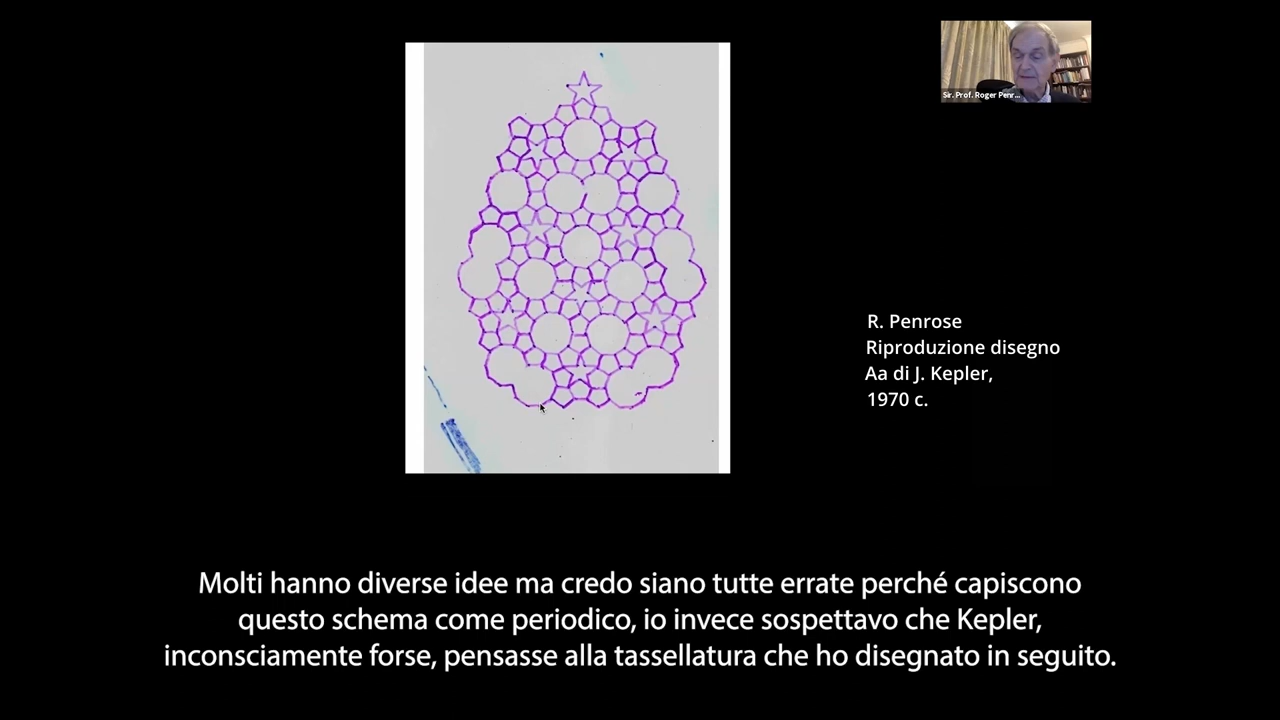 Sir. Prof. Roger Penr...
R. Penrose
Riproduzione disegno
Aa di J. Kepler,
1970 c.
Molti hanno diverse idee ma credo siano tutte errate perché capiscono
questo schema come periodico, io invece sospettavo che Kepler,
inconsciamente forse, pensasse alla tassellatura che ho disegnato in seguito.